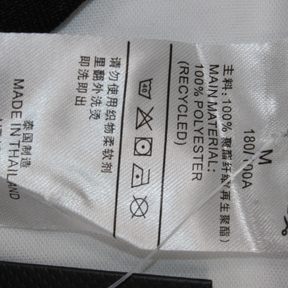 M
180/100A
主料:100% 聚酯纤维(再生聚酯)
MAIN MATERIAL:
100% POLYESTER
(RECYCLED)
40
请勿使用织物柔软剂
里翻外洗烫
即洗即出
泰国制造
MADE IN THAILAND